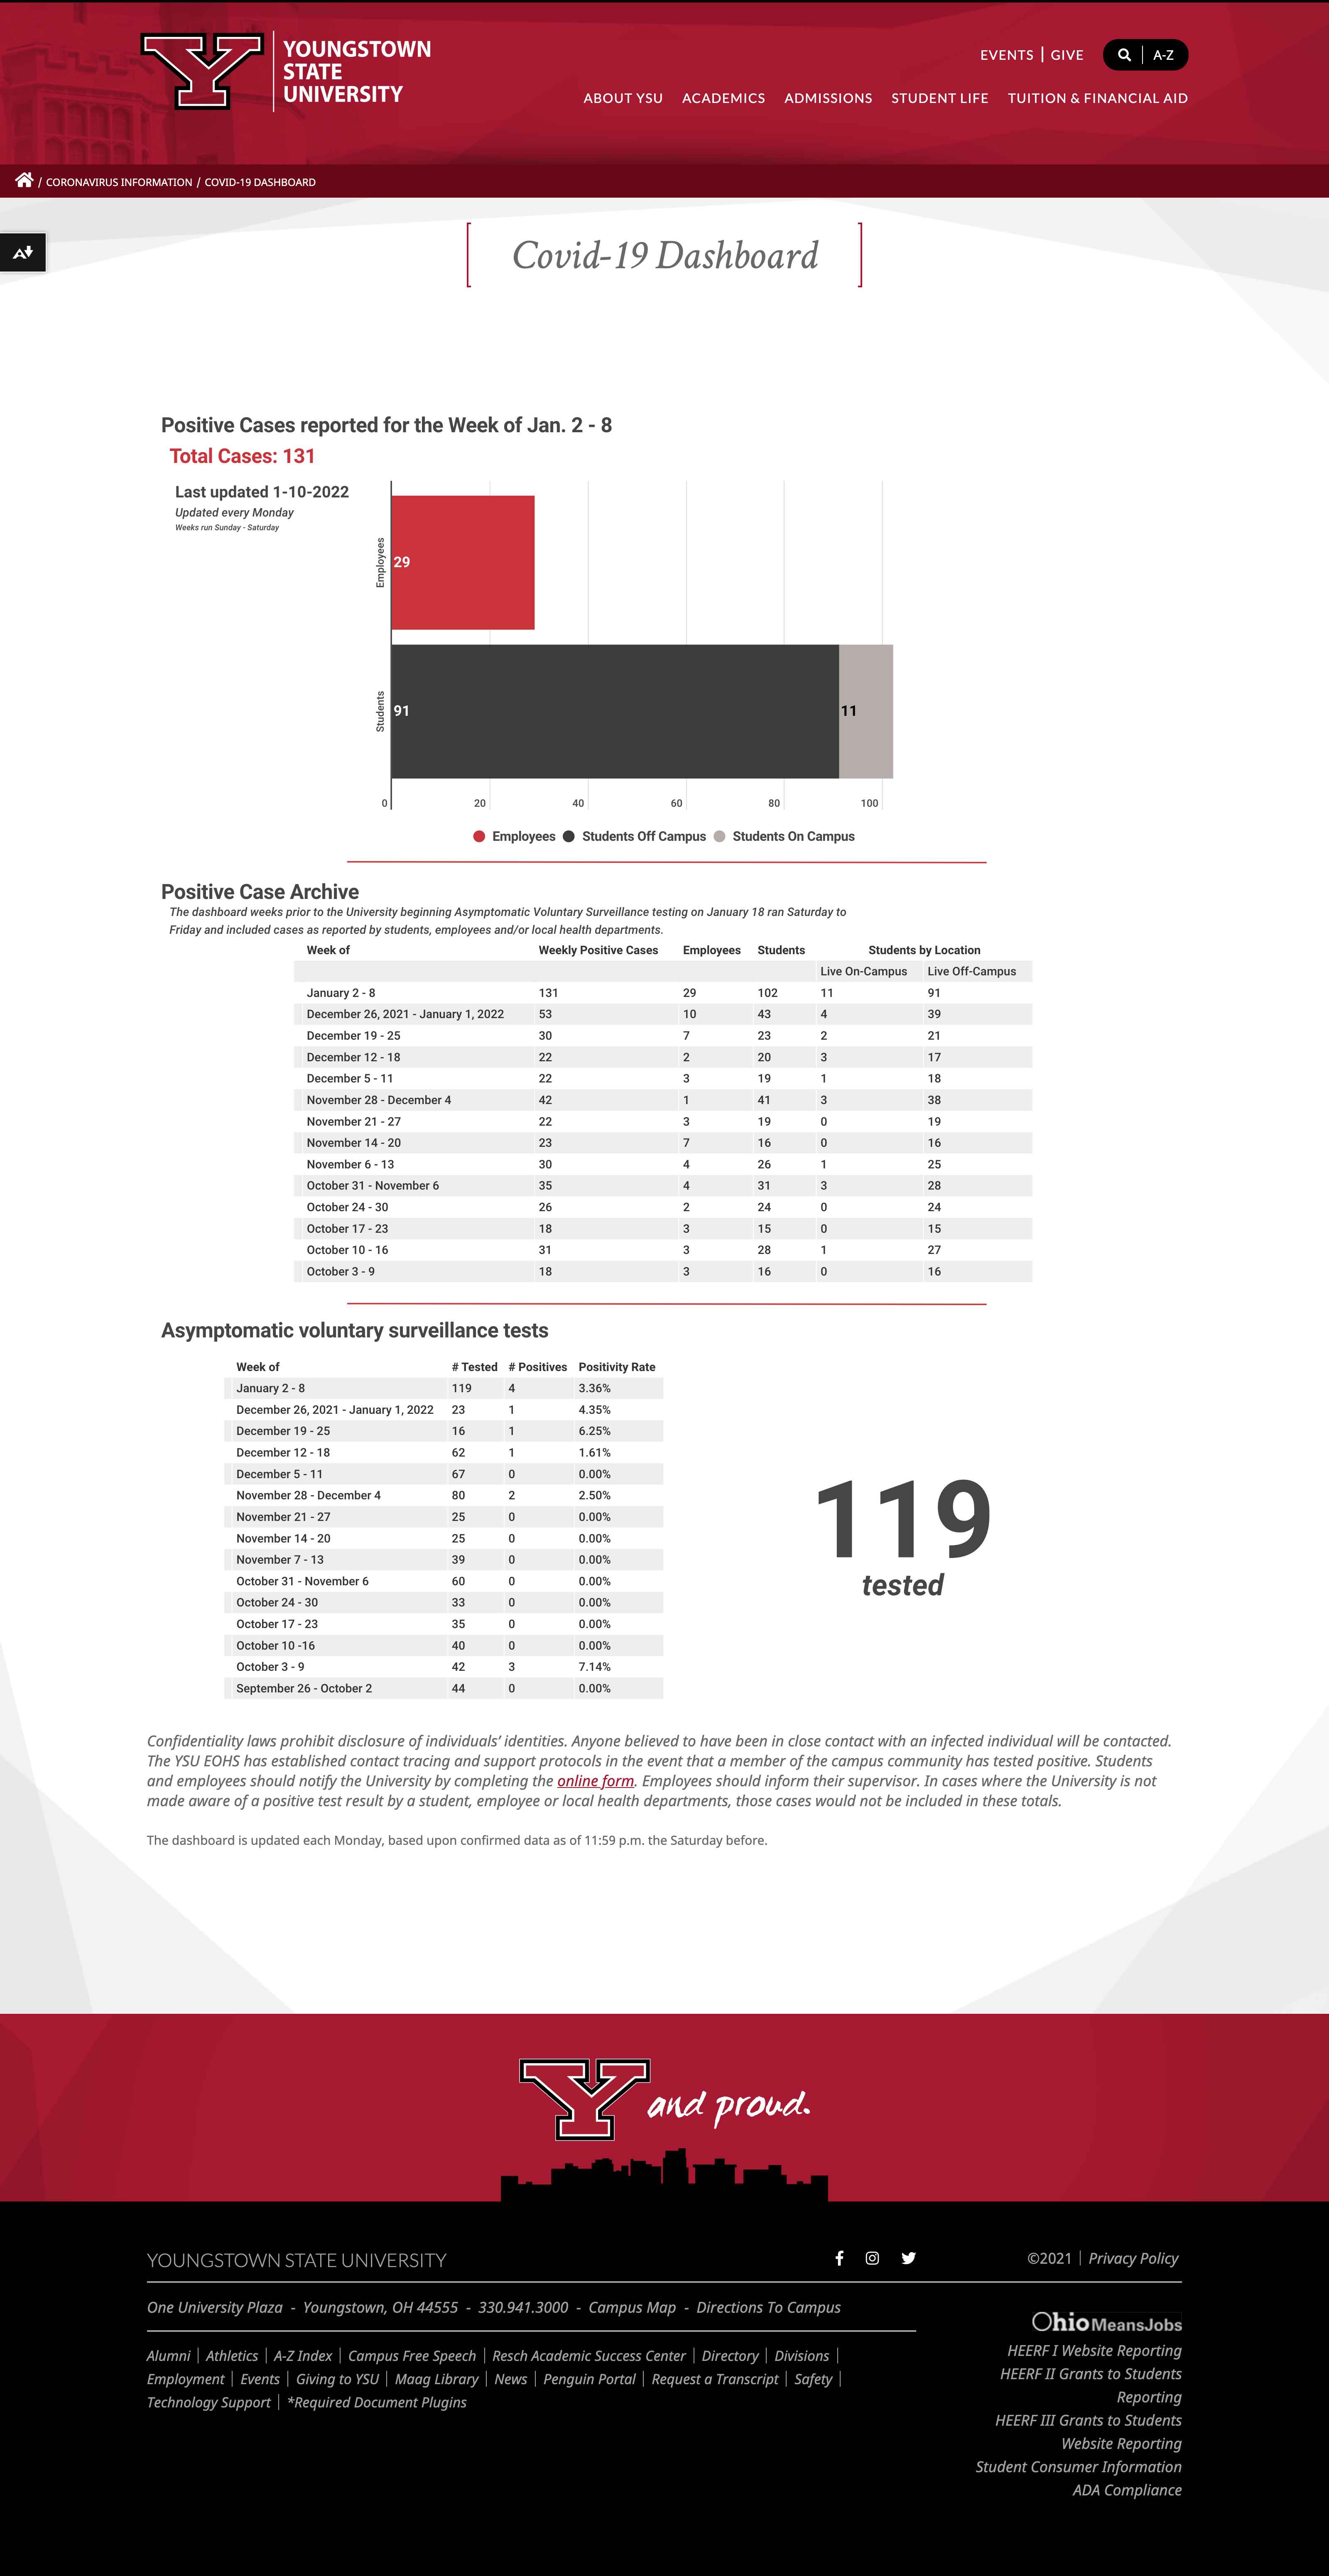 YOUNGSTOWN
STATE
UNIVERSITY
EVENTS | GIVE
A-Z
ABOUT YSU ACADEMICS ADMISSIONS STUDENT LIFE TUITION & FINANCIAL AID
/ CORONAVIRUS INFORMATION / COVID-19 DASHBOARD
Covid-19 Dashboard
Positive Cases reported for the Week of Jan. 2 - 8
Total Cases: 131
Last updated 1-10-2022
Updated every Monday
Weeks run Sunday - Saturday
Employees
29
Students
91
11
0 20 40 60 80 100
Employees Students Off Campus Students On Campus
Positive Case Archive
The dashboard weeks prior to the University beginning Asymptomatic Voluntary Surveillance testing on January 18 ran Saturday to
Friday and included cases as reported by students, employees and/or local health departments.
Week of Weekly Positive Cases Employees Students Students by Location
Live On-Campus Live Off-Campus
January 2 - 8 131 29 102 11 91
December 26, 2021 - January 1, 2022 53 10 43 4 39
December 19 - 25 30 7 23 2 21
December 12 - 18 22 2 20 3 17
December 5 - 11 22 3 19 1 18
November 28 - December 4 42 1 41 3 38
November 21 - 27 22 3 19 0 19
November 14 - 20 23 7 16 0 16
November 6 - 13 30 4 26 1 25
October 31 - November 6 35 4 31 3 28
October 24 - 30 26 2 24 0 24
October 17 - 23 18 3 15 0 15
October 10 - 16 31 3 28 1 27
October 3 - 9 18 3 16 0 16
Asymptomatic voluntary surveillance tests
Week of # Tested # Positives Positivity Rate
January 2 - 8 119 4 3.36%
December 26, 2021 - January 1, 2022 23 1 4.35%
December 19 - 25 16 1 6.25%
December 12 - 18 62 1 1.61%
December 5 - 11 67 0 0.00%
November 28 - December 4 80 2 2.50%
November 21 - 27 25 0 0.00%
November 14 - 20 25 0 0.00%
November 7 - 13 39 0 0.00%
October 31 - November 6 60 0 0.00%
October 24 - 30 33 0 0.00%
October 17 - 23 35 0 0.00%
October 10 -16 40 0 0.00%
October 3 - 9 42 3 7.14%
September 26 - October 2 44 0 0.00%
119
tested
Confidentiality laws prohibit disclosure of individuals’ identities. Anyone believed to have been in close contact with an infected individual will be contacted.
The YSU EOHS has established contact tracing and support protocols in the event that a member of the campus community has tested positive. Students
and employees should notify the University by completing the online form. Employees should inform their supervisor. In cases where the University is not
made aware of a positive test result by a student, employee or local health departments, those cases would not be included in these totals.
The dashboard is updated each Monday, based upon confirmed data as of 11:59 p.m. the Saturday before.
Y and proud.
YOUNGSTOWN STATE UNIVERSITY
©2021 | Privacy Policy
One University Plaza - Youngstown, OH 44555 - 330.941.3000 - Campus Map - Directions To Campus
Alumni | Athletics | A-Z Index | Campus Free Speech | Resch Academic Success Center | Directory | Divisions |
Employment | Events | Giving to YSU | Maag Library | News | Penguin Portal | Request a Transcript | Safety |
Technology Support | *Required Document Plugins
OhioMeansJobs
HEERF I Website Reporting
HEERF II Grants to Students
Reporting
HEERF III Grants to Students
Website Reporting
Student Consumer Information
ADA Compliance